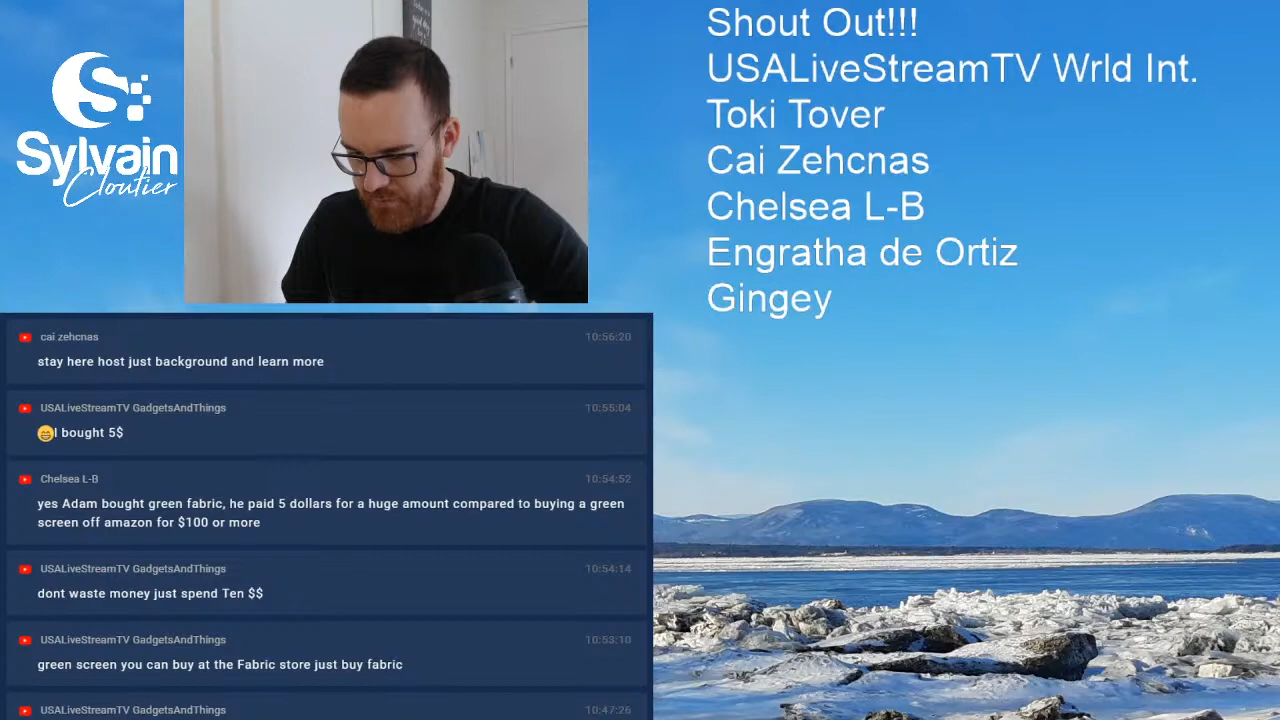 Sylvain
Cloutier
Shout Out!!!
USALiveStreamTV Wrld Int.
Toki Tover
Cai Zehcnas
Chelsea L-B
Engratha de Ortiz
Gingey
cai zehcnas 10:56:20
stay here host just background and learn more
USALiveStreamTV GadgetsAndThings 10:55:04
😁I bought 5$
Chelsea L-B 10:54:52
yes Adam bought green fabric, he paid 5 dollars for a huge amount compared to buying a green
screen off amazon for $100 or more
USALiveStreamTV GadgetsAndThings 10:54:14
dont waste money just spend Ten $$
USALiveStreamTV GadgetsAndThings 10:53:10
green screen you can buy at the Fabric store just buy fabric
USALiveStreamTV GadgetsAndThings 10:47:26